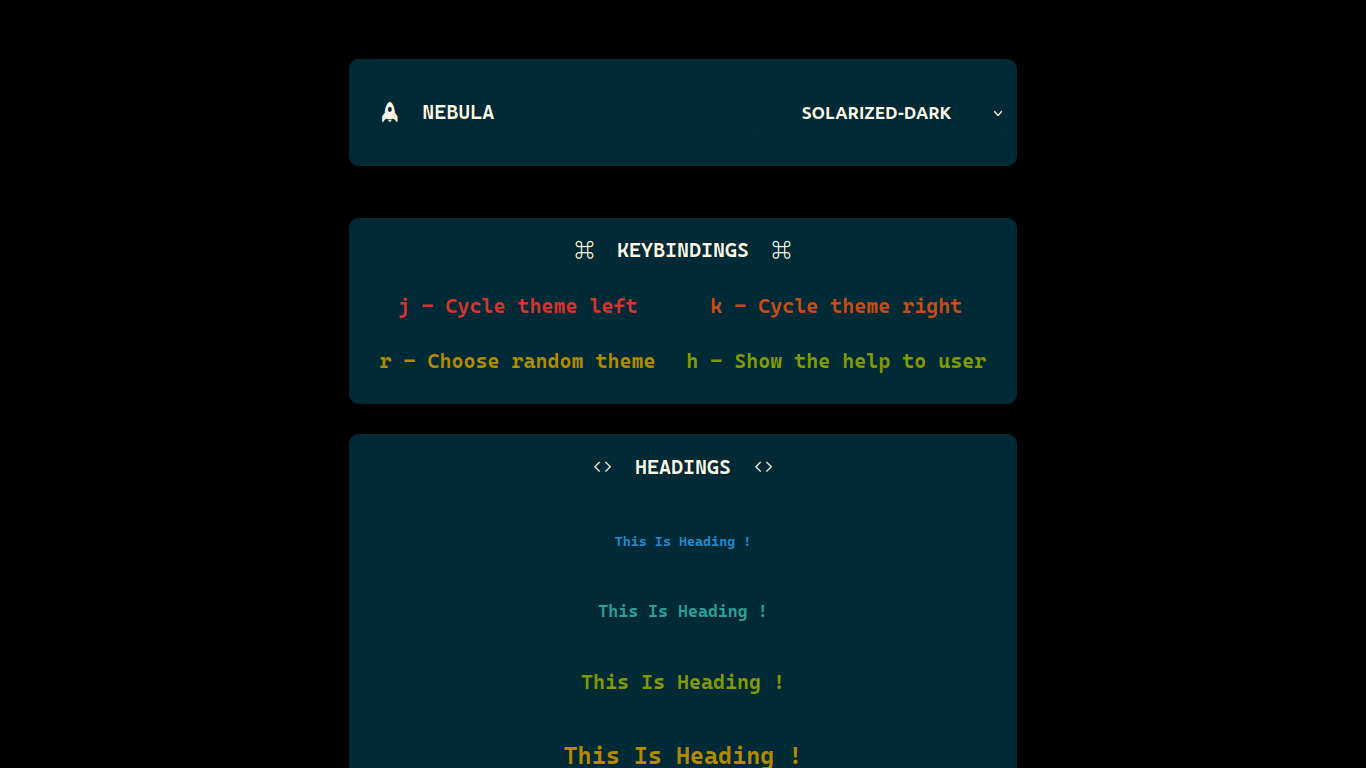 NEBULA SOLARIZED-DARK
⌘ KEYBINDINGS ⌘
j - Cycle theme left k - Cycle theme right
r - Choose random theme h - Show the help to user
<> HEADINGS <>
This Is Heading !
This Is Heading !
This Is Heading !
This Is Heading !